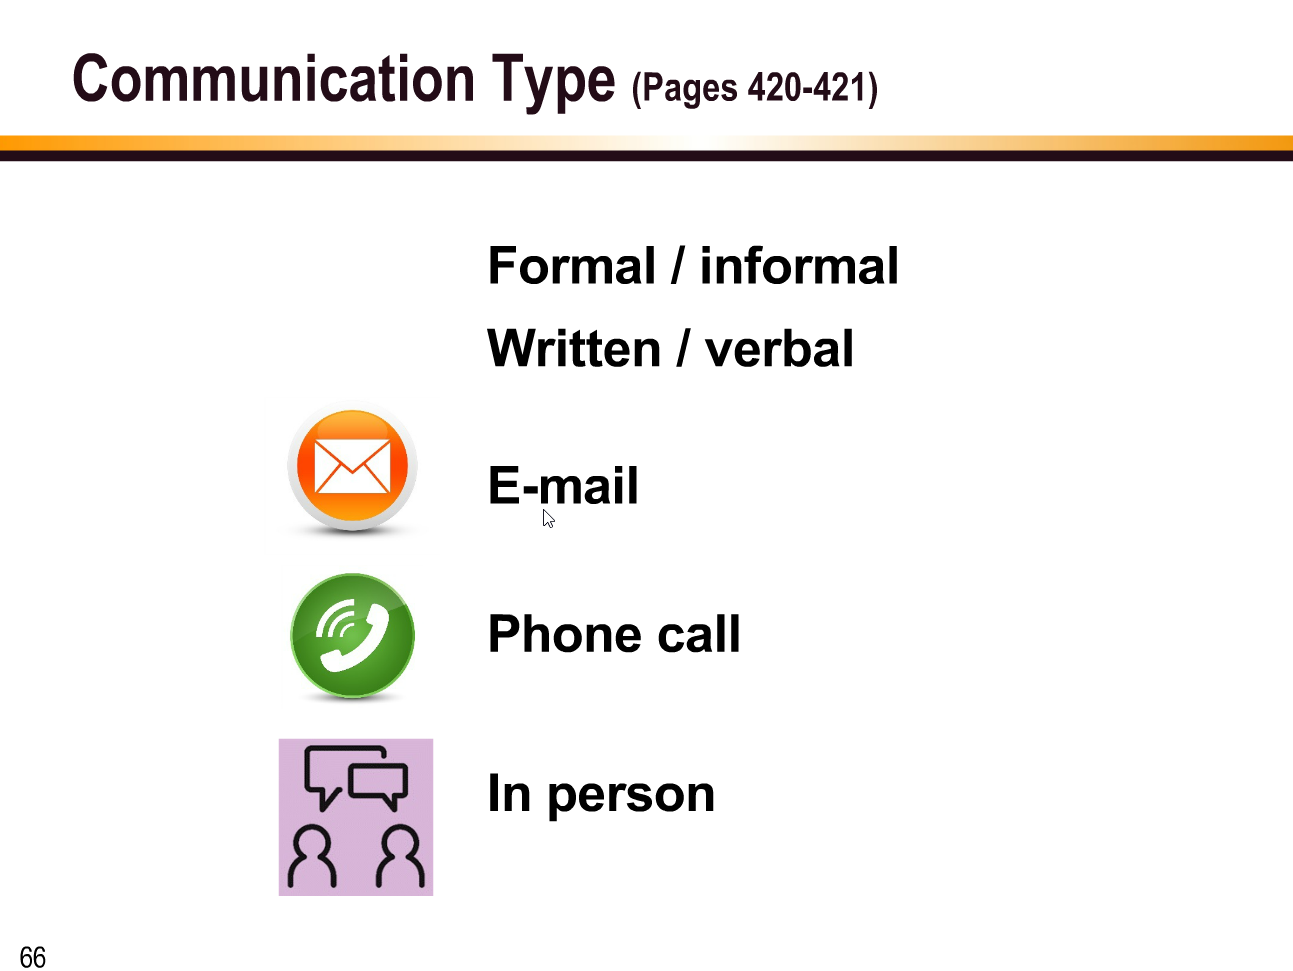 Communication Type (Pages 420-421)
Formal / informal
Written / verbal
E-mail
Phone call
In person
66